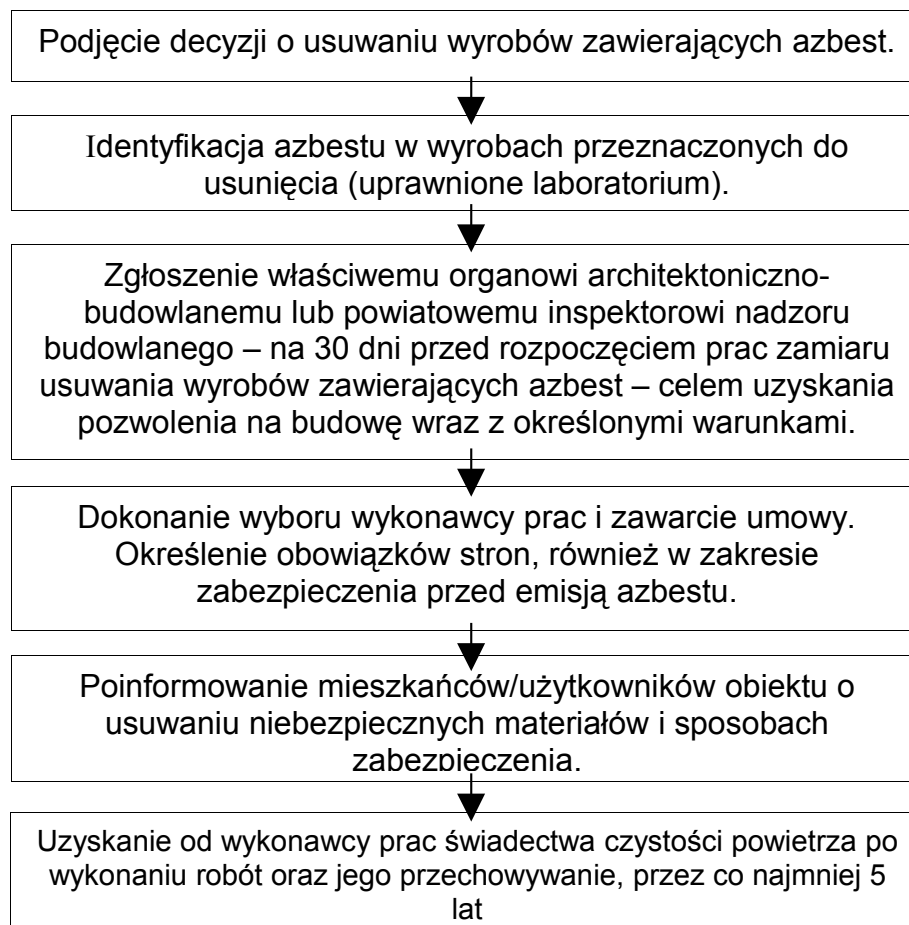 Podjęcie decyzji o usuwaniu wyrobów zawierających azbest.
Identyfikacja azbestu w wyrobach przeznaczonych do
usunięcia (uprawnione laboratorium).
Zgłoszenie właściwemu organowi architektoniczno-
budowlanemu lub powiatowemu inspektorowi nadzoru
budowlanego – na 30 dni przed rozpoczęciem prac zamiaru
usuwania wyrobów zawierających azbest – celem uzyskania
pozwolenia na budowę wraz z określonymi warunkami.
Dokonanie wyboru wykonawcy prac i zawarcie umowy.
Określenie obowiązków stron, również w zakresie
zabezpieczenia przed emisją azbestu.
Poinformowanie mieszkańców/użytkowników obiektu o
usuwaniu niebezpiecznych materiałów i sposobach
zabezpieczenia.
Uzyskanie od wykonawcy prac świadectwa czystości powietrza po
wykonaniu robót oraz jego przechowywanie, przez co najmniej 5
lat